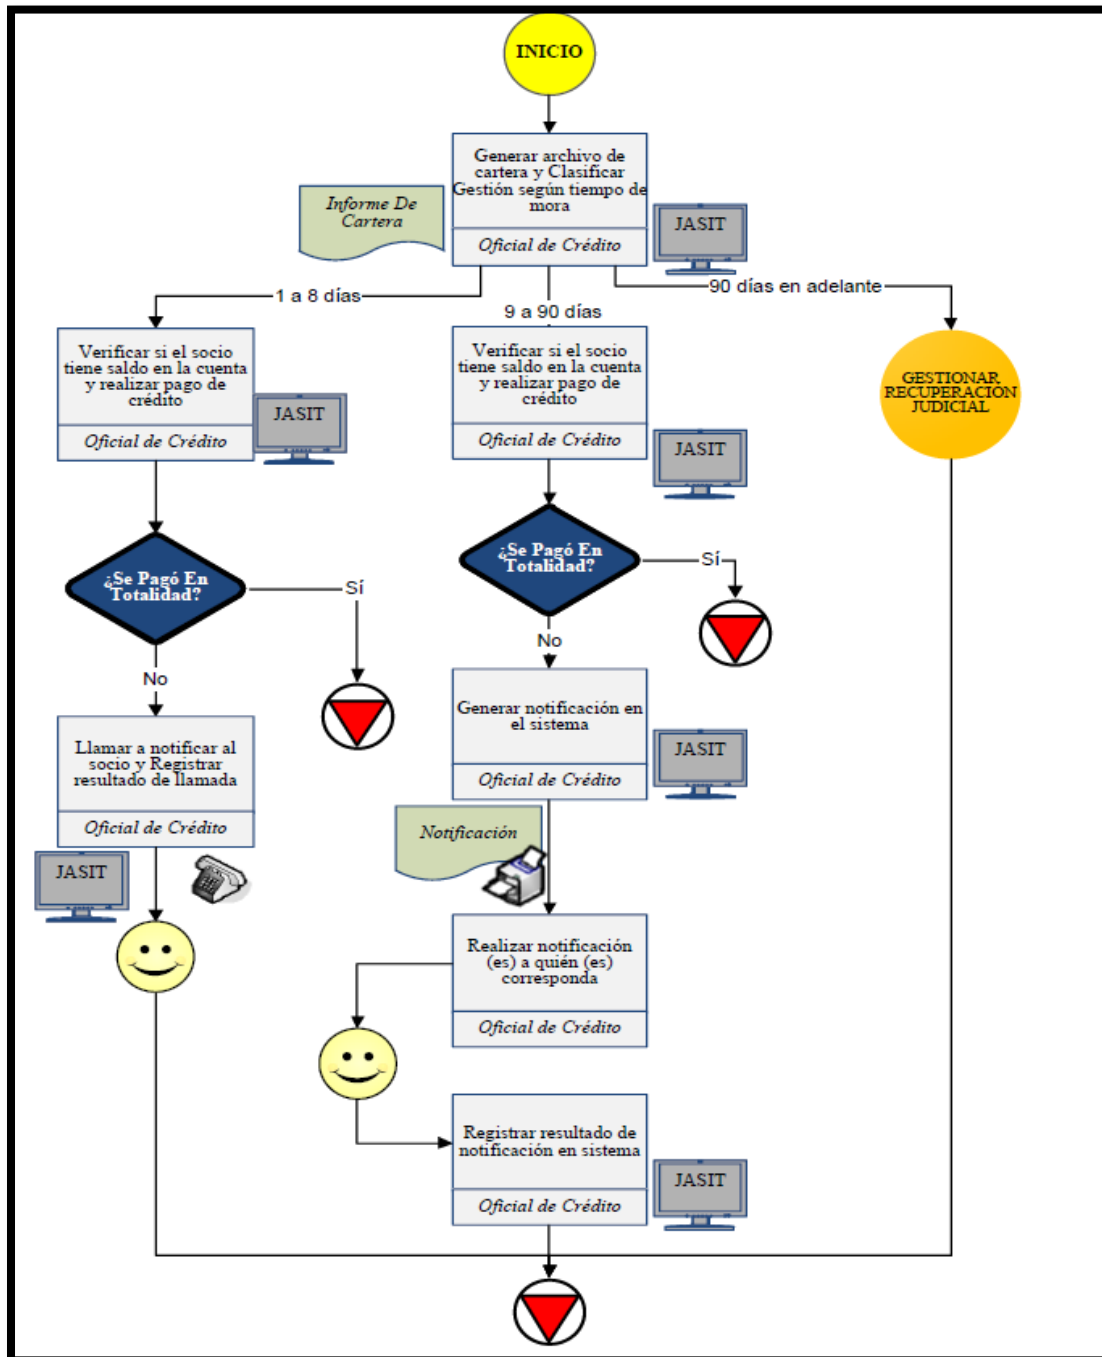 INICIO
Generar archivo de
cartera y Clasificar
Gestión según tiempo de
mora
Oficial de Crédito
Informe De
Cartera
JASIT
1 a 8 días
9 a 90 días
90 días en adelante
Verificar si el socio
tiene saldo en la cuenta
y realizar pago de
crédito
Oficial de Crédito
JASIT
Verificar si el socio
tiene saldo en la cuenta
y realizar pago de
crédito
Oficial de Crédito
JASIT
GESTIONAR
RECUPERACIÓN
JUDICIAL
¿Se Pagó En
Totalidad?
Sí
No
¿Se Pagó En
Totalidad?
Sí
No
Llamar a notificar al
socio y Registrar
resultado de llamada
Oficial de Crédito
JASIT
Generar notificación en
el sistema
Oficial de Crédito
JASIT
Notificación
Realizar notificación
(es) a quién (es)
corresponda
Oficial de Crédito
Registrar resultado de
notificación en sistema
Oficial de Crédito
JASIT